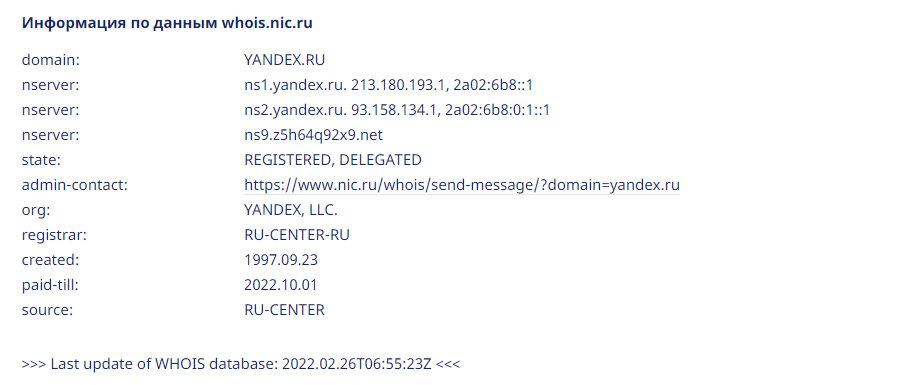 Информация по данным whois.nic.ru
domain: YANDEX.RU
nserver: ns1.yandex.ru. 213.180.193.1, 2a02:6b8::1
nserver: ns2.yandex.ru. 93.158.134.1, 2a02:6b8:0:1::1
nserver: ns9.z5h64q92x9.net
state: REGISTERED, DELEGATED
admin-contact: https://www.nic.ru/whois/send-message/?domain=yandex.ru
org: YANDEX, LLC.
registrar: RU-CENTER-RU
created: 1997.09.23
paid-till: 2022.10.01
source: RU-CENTER
>>> Last update of WHOIS database: 2022.02.26T06:55:23Z <<<